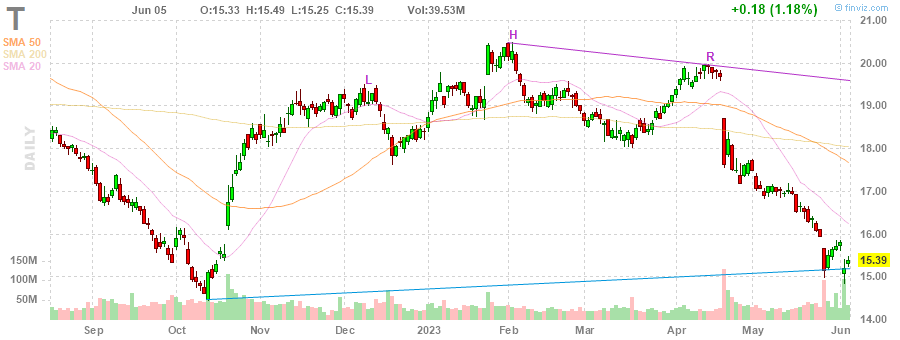 T Jun 05 O:15.33 H:15.49 L:15.25 C:15.39 Vol:39.53M +0.18 (1.18%)
© finviz.com
SMA 50
SMA 200
SMA 20
DAILY
L
H
R
21.00
20.00
19.00
18.00
17.00
16.00
15.39
15.00
14.00
150M
100M
50M
Sep Oct Nov Dec 2023 Feb Mar Apr May Jun